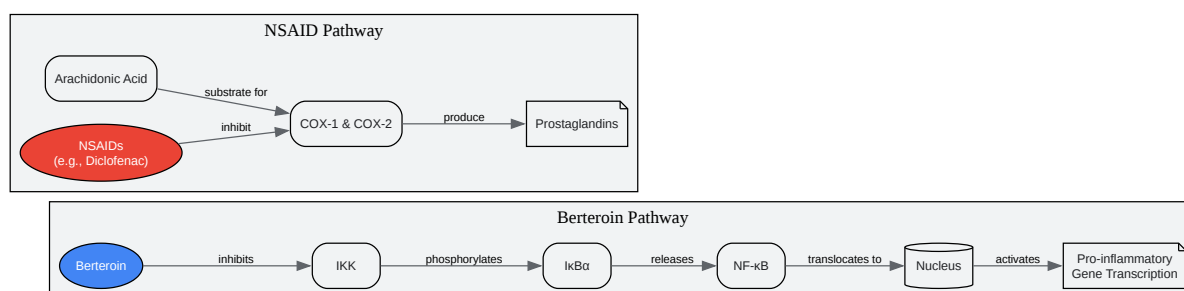 NSAID Pathway
Arachidonic Acid
substrate for
NSAIDs
(e.g., Diclofenac)
inhibit
COX-1 & COX-2
produce
Prostaglandins
Berteroin Pathway
Berteroin
inhibits
IKK
phosphorylates
IκBα
releases
NF-κB
translocates to
Nucleus
activates
Pro-inflammatory
Gene Transcription